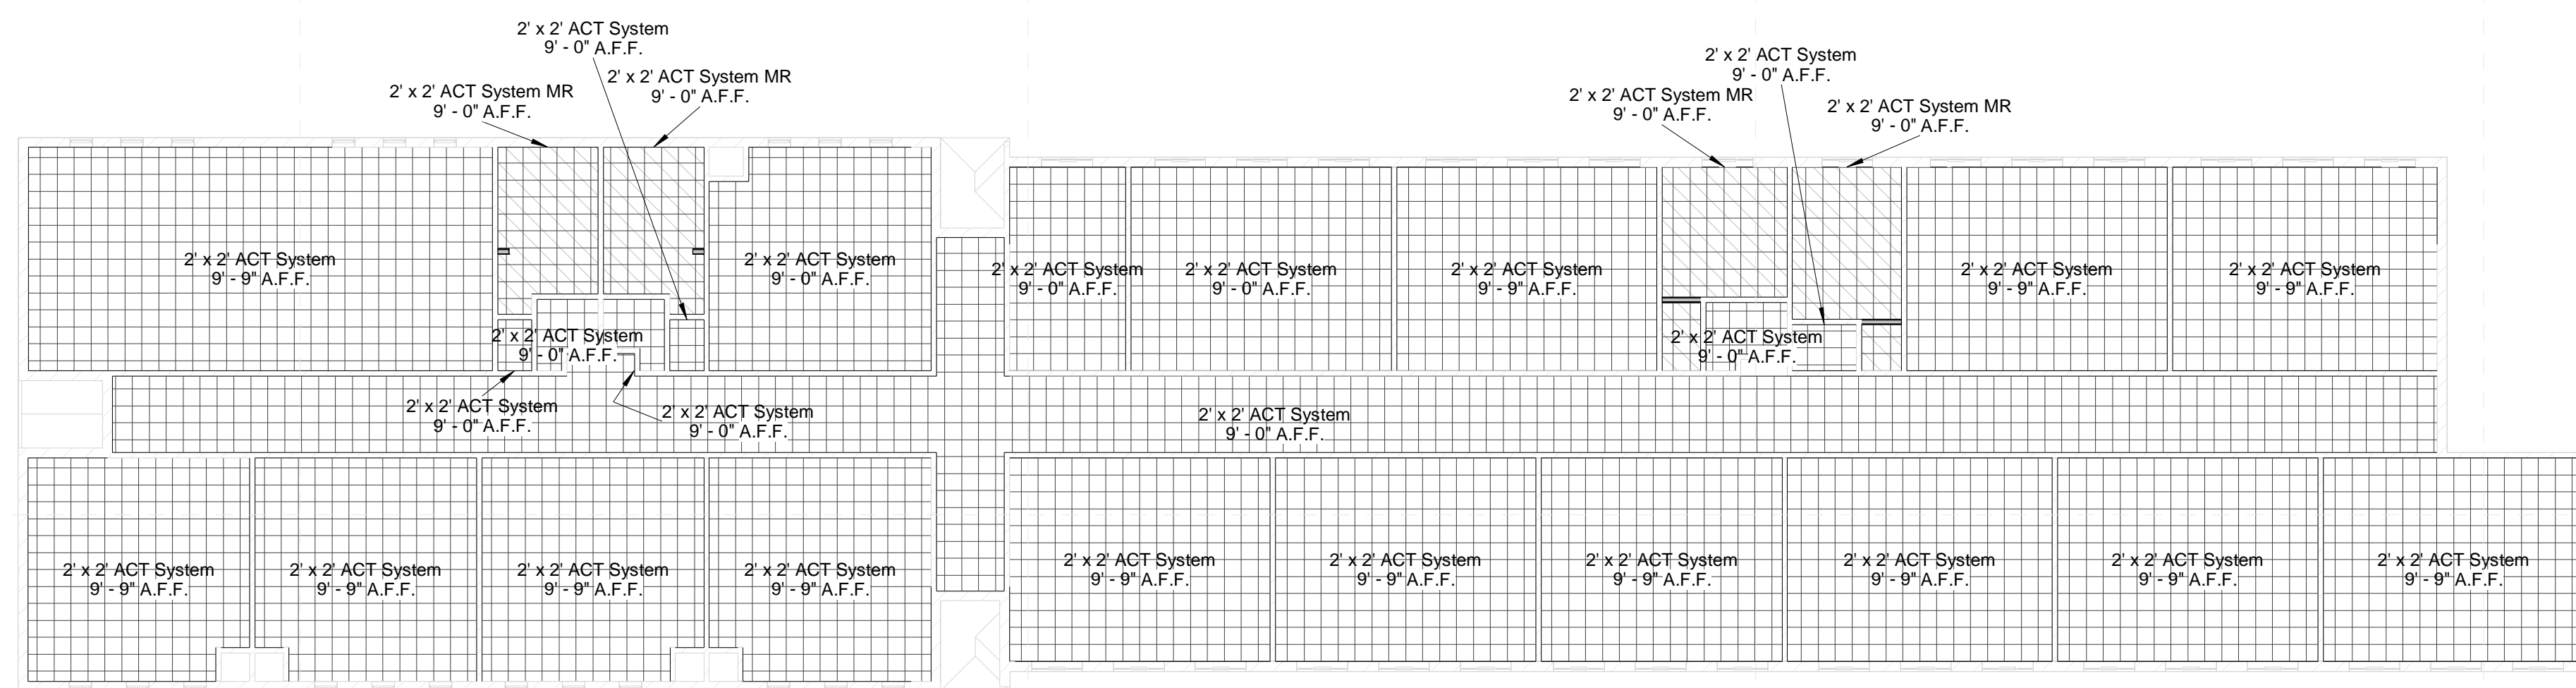 2' x 2' ACT System
9' - 0" A.F.F.
2' x 2' ACT System MR
9' - 0" A.F.F.
2' x 2' ACT System MR
9' - 0" A.F.F.
2' x 2' ACT System
9' - 0" A.F.F.
2' x 2' ACT System MR
9' - 0" A.F.F.
2' x 2' ACT System MR
9' - 0" A.F.F.
2' x 2' ACT System
9' - 9" A.F.F.
2' x 2' ACT System
9' - 0" A.F.F.
2' x 2' ACT System
9' - 0" A.F.F.
2' x 2' ACT System
9' - 0" A.F.F.
2' x 2' ACT System
9' - 9" A.F.F.
2' x 2' ACT System
9' - 9" A.F.F.
2' x 2' ACT System
9' - 9" A.F.F.
2' x 2' ACT System
9' - 0" A.F.F.
2' x 2' ACT System
9' - 0" A.F.F.
2' x 2' ACT System
9' - 0" A.F.F.
2' x 2' ACT System
9' - 0" A.F.F.
2' x 2' ACT System
9' - 0" A.F.F.
2' x 2' ACT System
9' - 9" A.F.F.
2' x 2' ACT System
9' - 9" A.F.F.
2' x 2' ACT System
9' - 9" A.F.F.
2' x 2' ACT System
9' - 9" A.F.F.
2' x 2' ACT System
9' - 9" A.F.F.
2' x 2' ACT System
9' - 9" A.F.F.
2' x 2' ACT System
9' - 9" A.F.F.
2' x 2' ACT System
9' - 9" A.F.F.
2' x 2' ACT System
9' - 9" A.F.F.
2' x 2' ACT System
9' - 9" A.F.F.